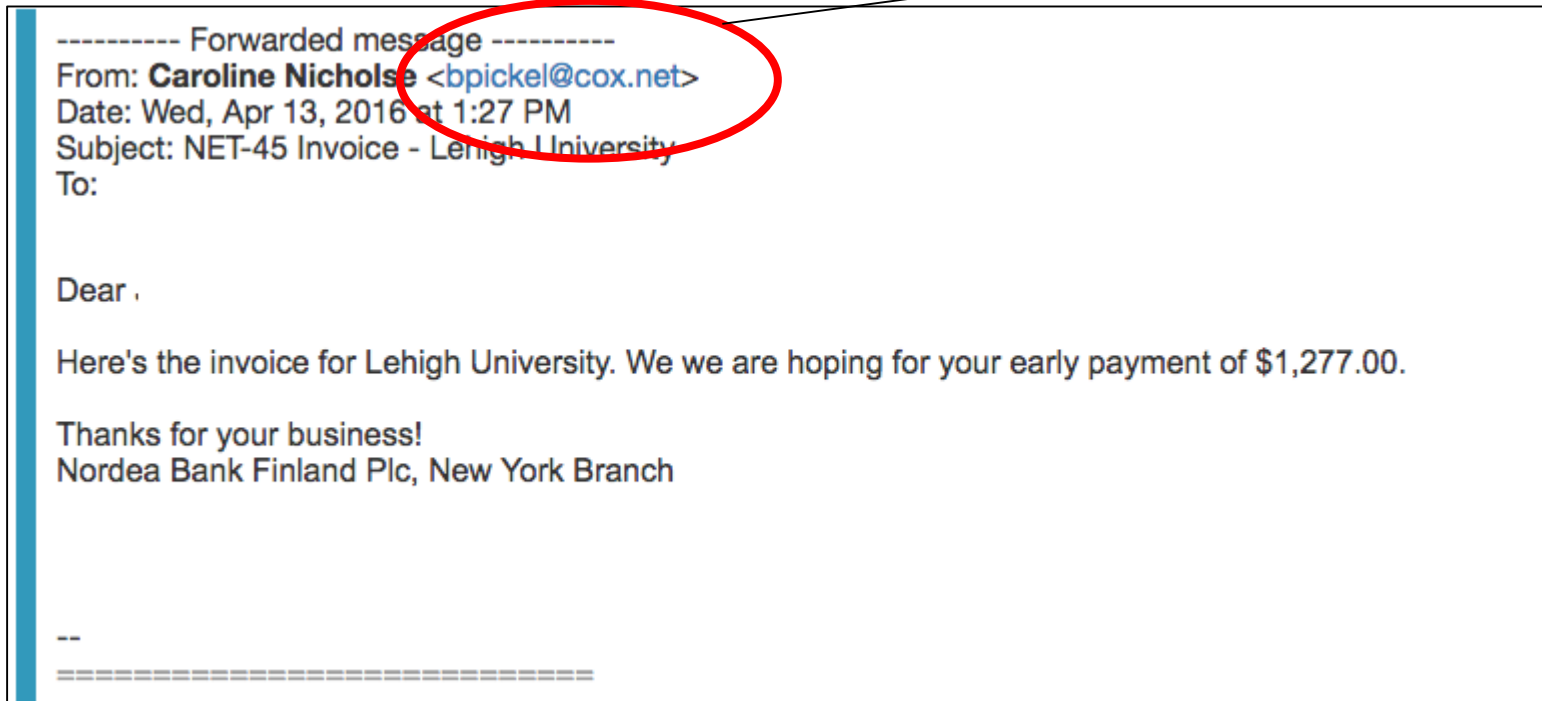 ---------- Forwarded message ----------
From: Caroline Nicholse <bpickel@cox.net>
Date: Wed, Apr 13, 2016 at 1:27 PM
Subject: NET-45 Invoice - Lehigh University
To:
Dear
Here's the invoice for Lehigh University. We we are hoping for your early payment of $1,277.00.
Thanks for your business!
Nordea Bank Finland Plc, New York Branch
--
============================